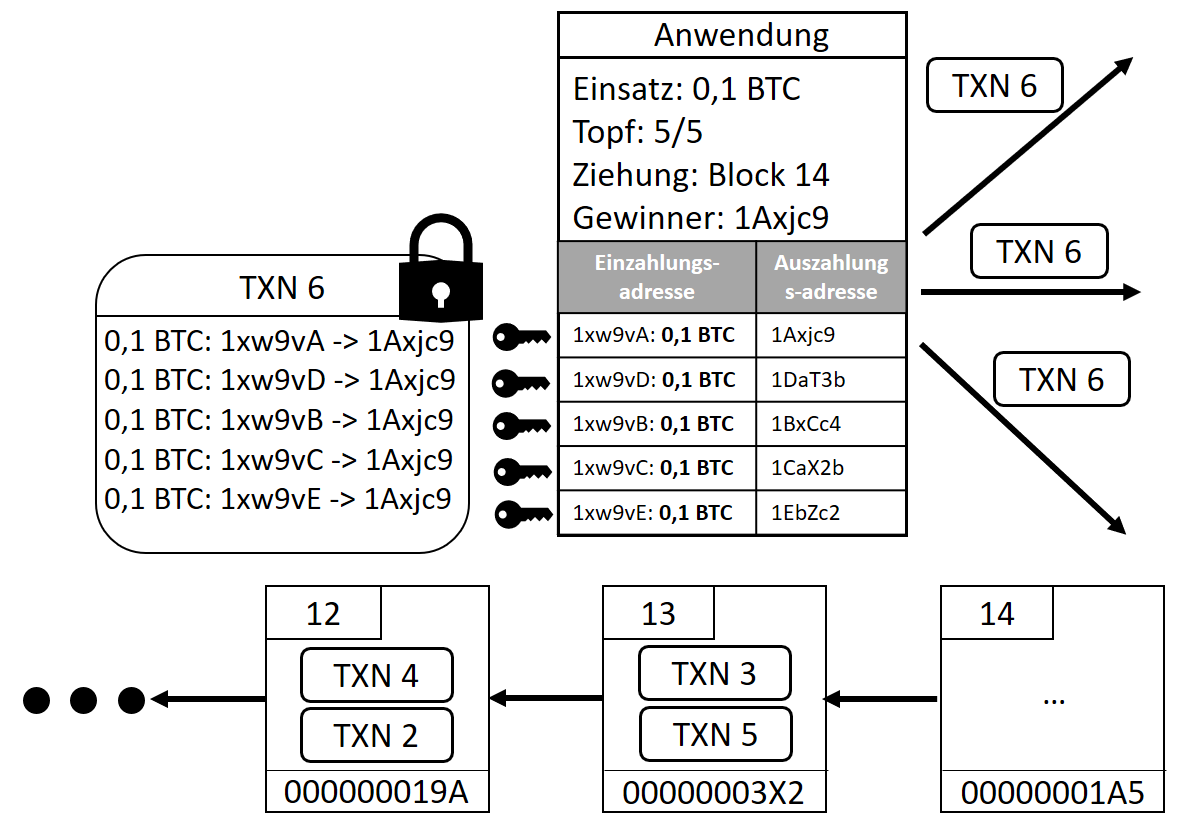 Anwendung
Einsatz: 0,1 BTC
Topf: 5/5
Ziehung: Block 14
Gewinner: 1Axjc9
Einzahlungs-
adresse
Auszahlung
s-adresse
1xw9vA: 0,1 BTC
1Axjc9
1xw9vD: 0,1 BTC
1DaT3b
1xw9vB: 0,1 BTC
1BxCc4
1xw9vC: 0,1 BTC
1CaX2b
1xw9vE: 0,1 BTC
1EbZc2
TXN 6
TXN 6
TXN 6
TXN 6
0,1 BTC: 1xw9vA -> 1Axjc9
0,1 BTC: 1xw9vD -> 1Axjc9
0,1 BTC: 1xw9vB -> 1Axjc9
0,1 BTC: 1xw9vC -> 1Axjc9
0,1 BTC: 1xw9vE -> 1Axjc9
12
TXN 4
TXN 2
000000019A
13
TXN 3
TXN 5
00000003X2
14
...
00000001A5